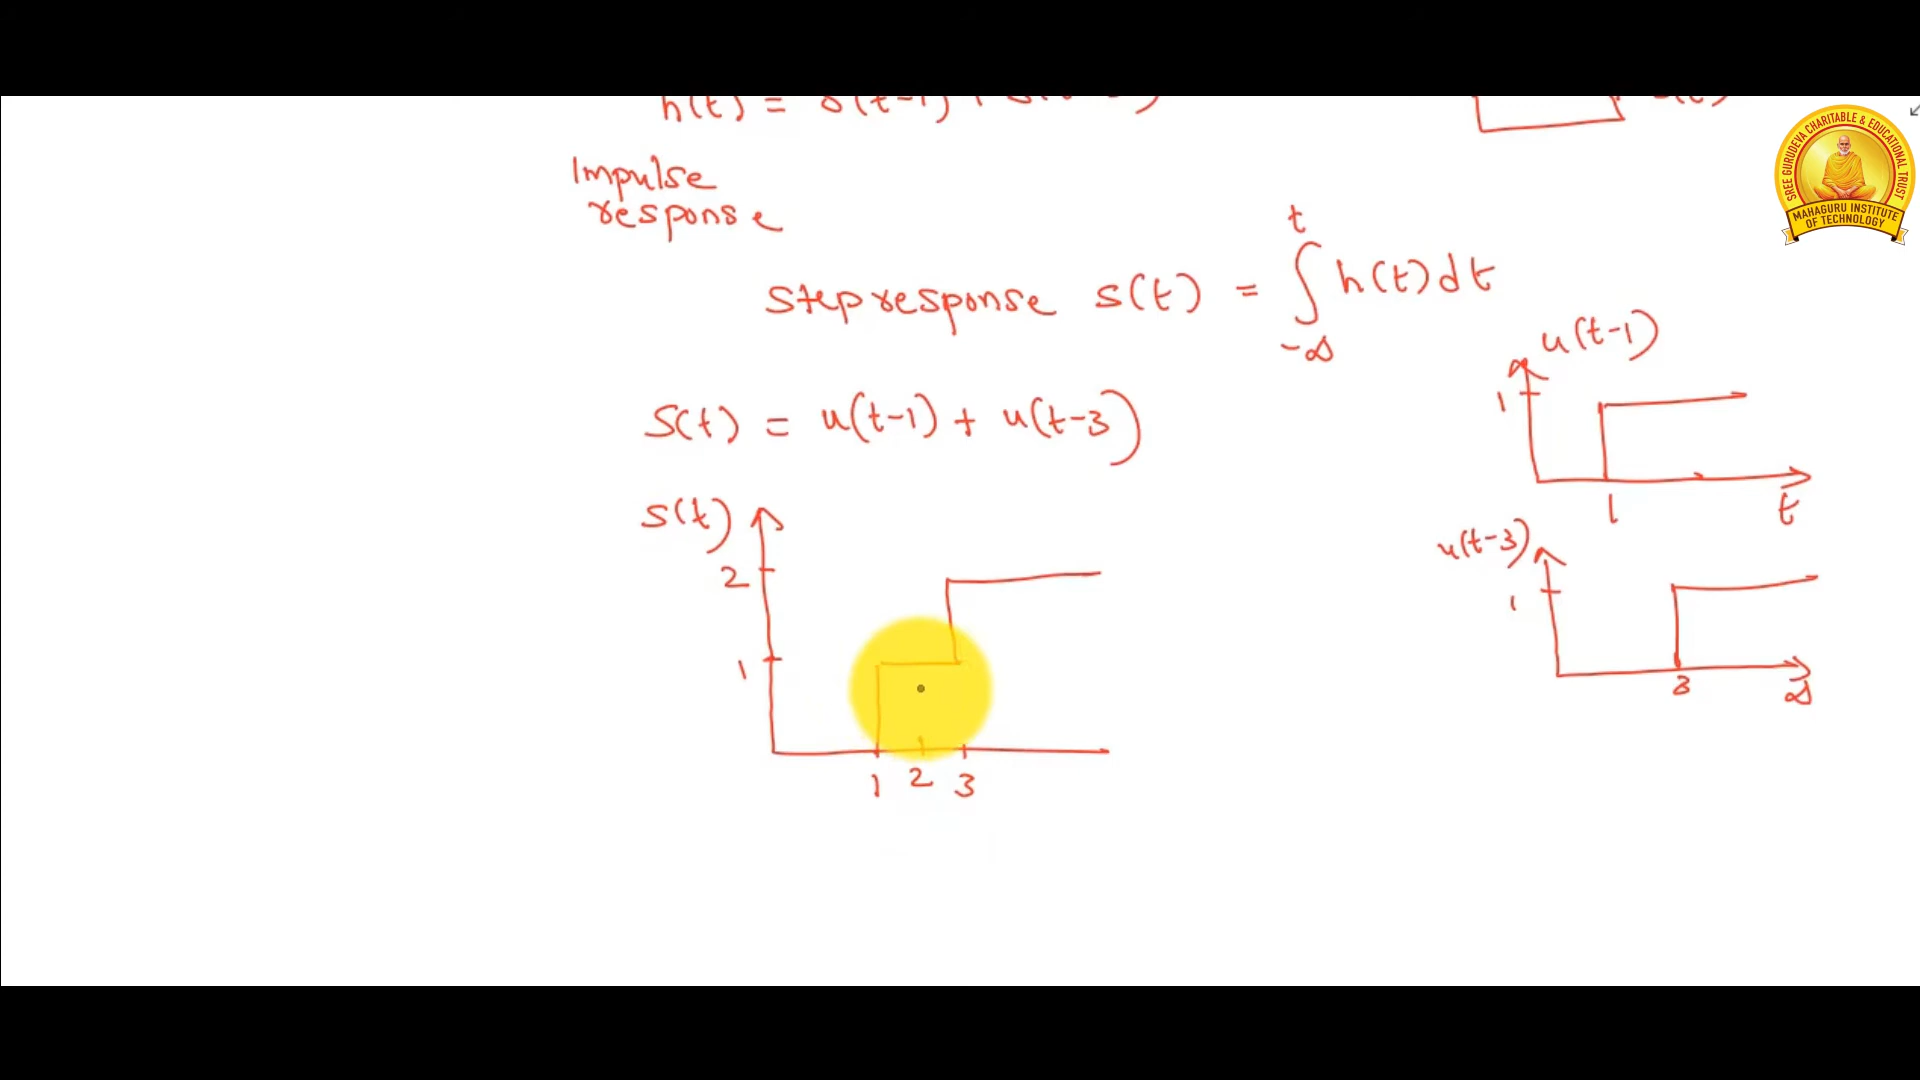 h(t) = δ(t-1) +
Impulse
response
step response s(t) = ∫ h(t) dt
t
-∞
s(t) = u(t-1) + u(t-3)
u(t-1)
1
1
t
u(t-3)
1
3
s(t)
2
1
1 2 3
SREE GURUDEVA CHARITABLE & EDUCATIONAL TRUST
MAHAGURU INSTITUTE
OF TECHNOLOGY